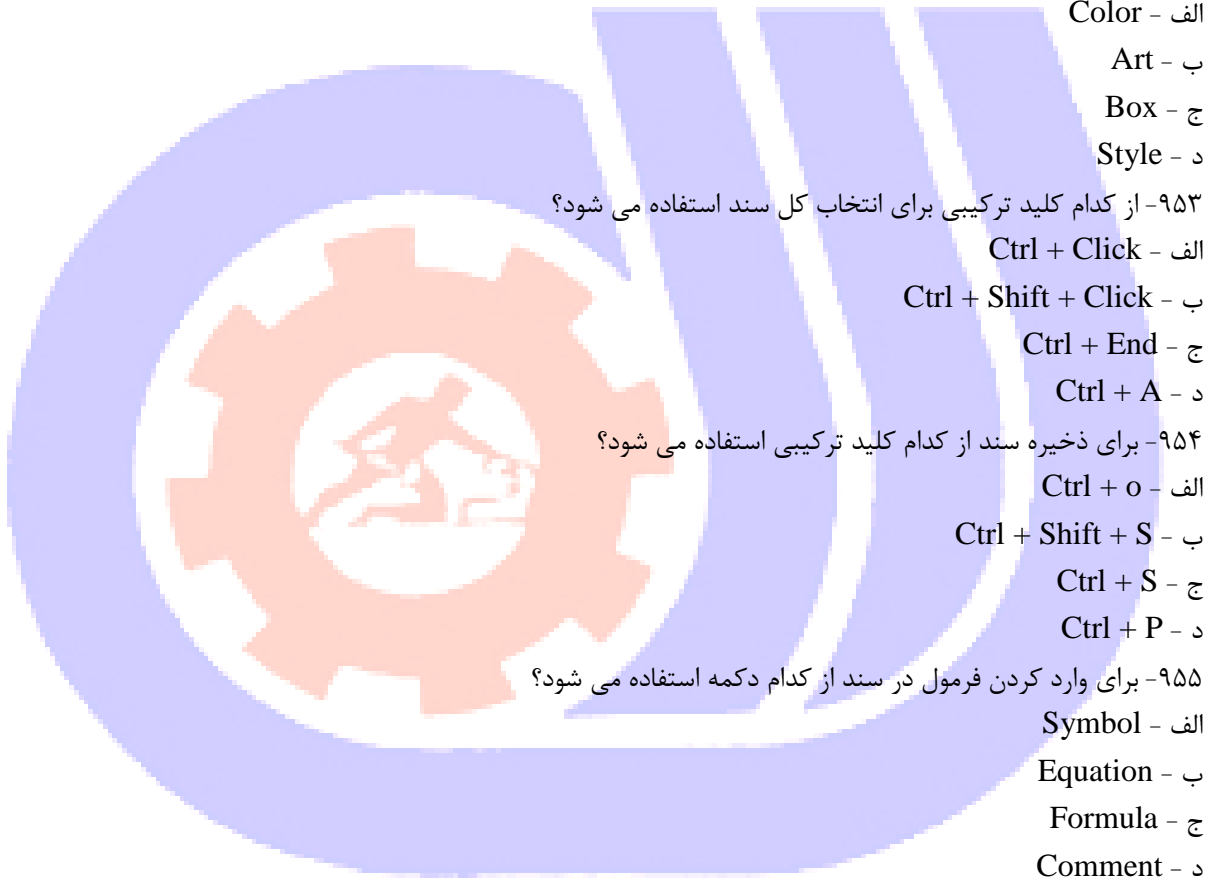 الف - Color
ب - Art
ج - Box
د - Style
۹۵۳- از کدام کلید ترکیبی برای انتخاب کل سند استفاده می شود؟
الف - Ctrl + Click
ب - Ctrl + Shift + Click
ج - Ctrl + End
د - Ctrl + A
۹۵۴- برای ذخیره سند از کدام کلید ترکیبی استفاده می شود؟
الف - Ctrl + o
ب - Ctrl + Shift + S
ج - Ctrl + S
د - Ctrl + P
۹۵۵- برای وارد کردن فرمول در سند از کدام دکمه استفاده می شود؟
الف - Symbol
ب - Equation
ج - Formula
د - Comment